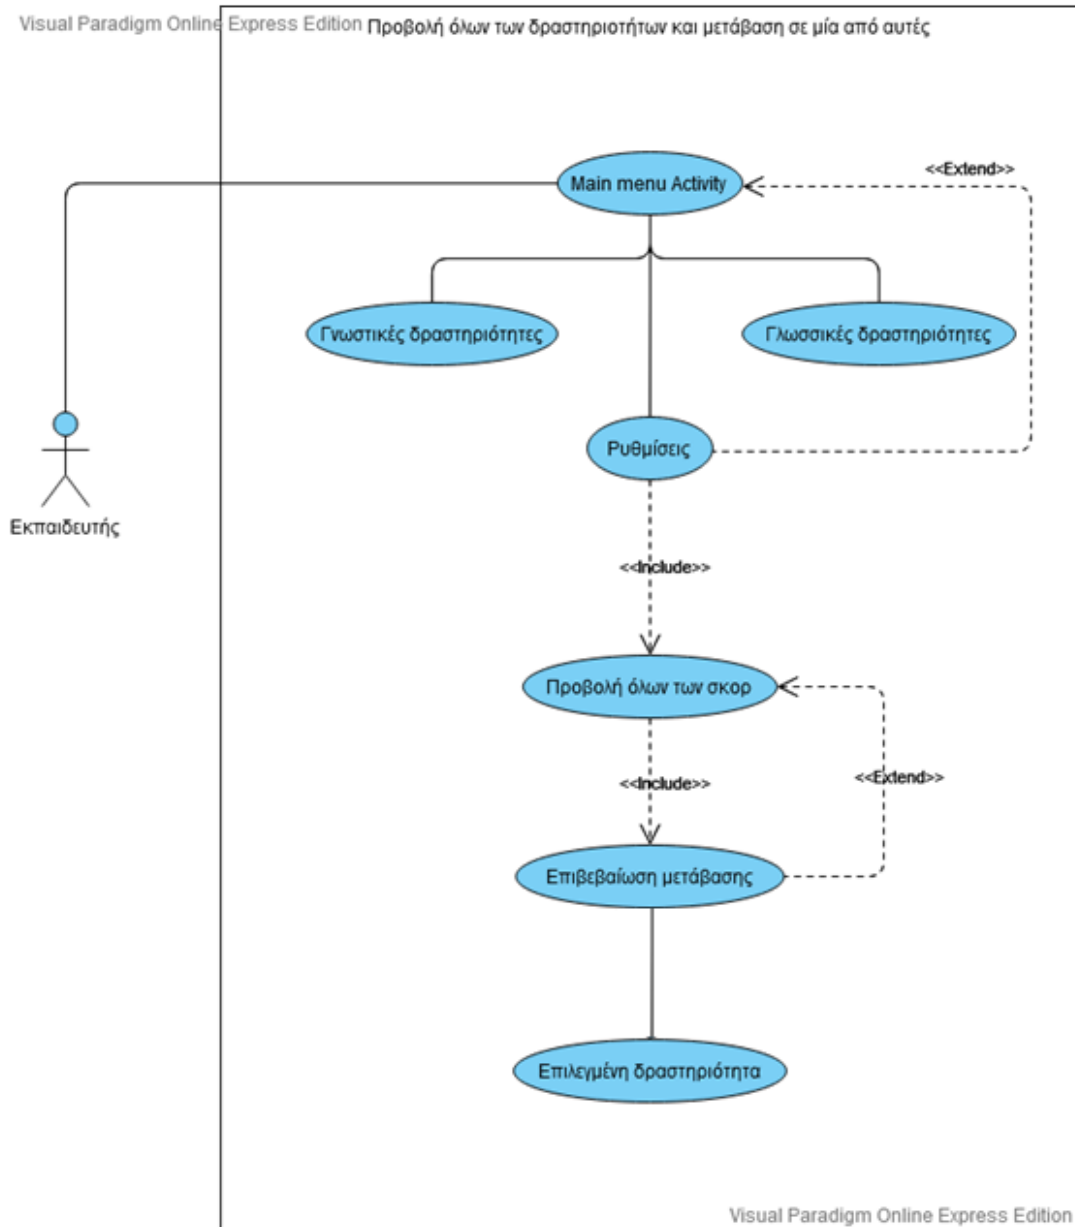 Visual Paradigm Online Express Edition
Προβολή όλων των δραστηριοτήτων και μετάβαση σε μία από αυτές
Main menu Activity
<<Extend>>
Γνωστικές δραστηριότητες
Γλωσσικές δραστηριότητες
Ρυθμίσεις
Εκπαιδευτής
<<Include>>
Προβολή όλων των σκορ
<<Include>>
<<Extend>>
Επιβεβαίωση μετάβασης
Επιλεγμένη δραστηριότητα
Visual Paradigm Online Express Edition